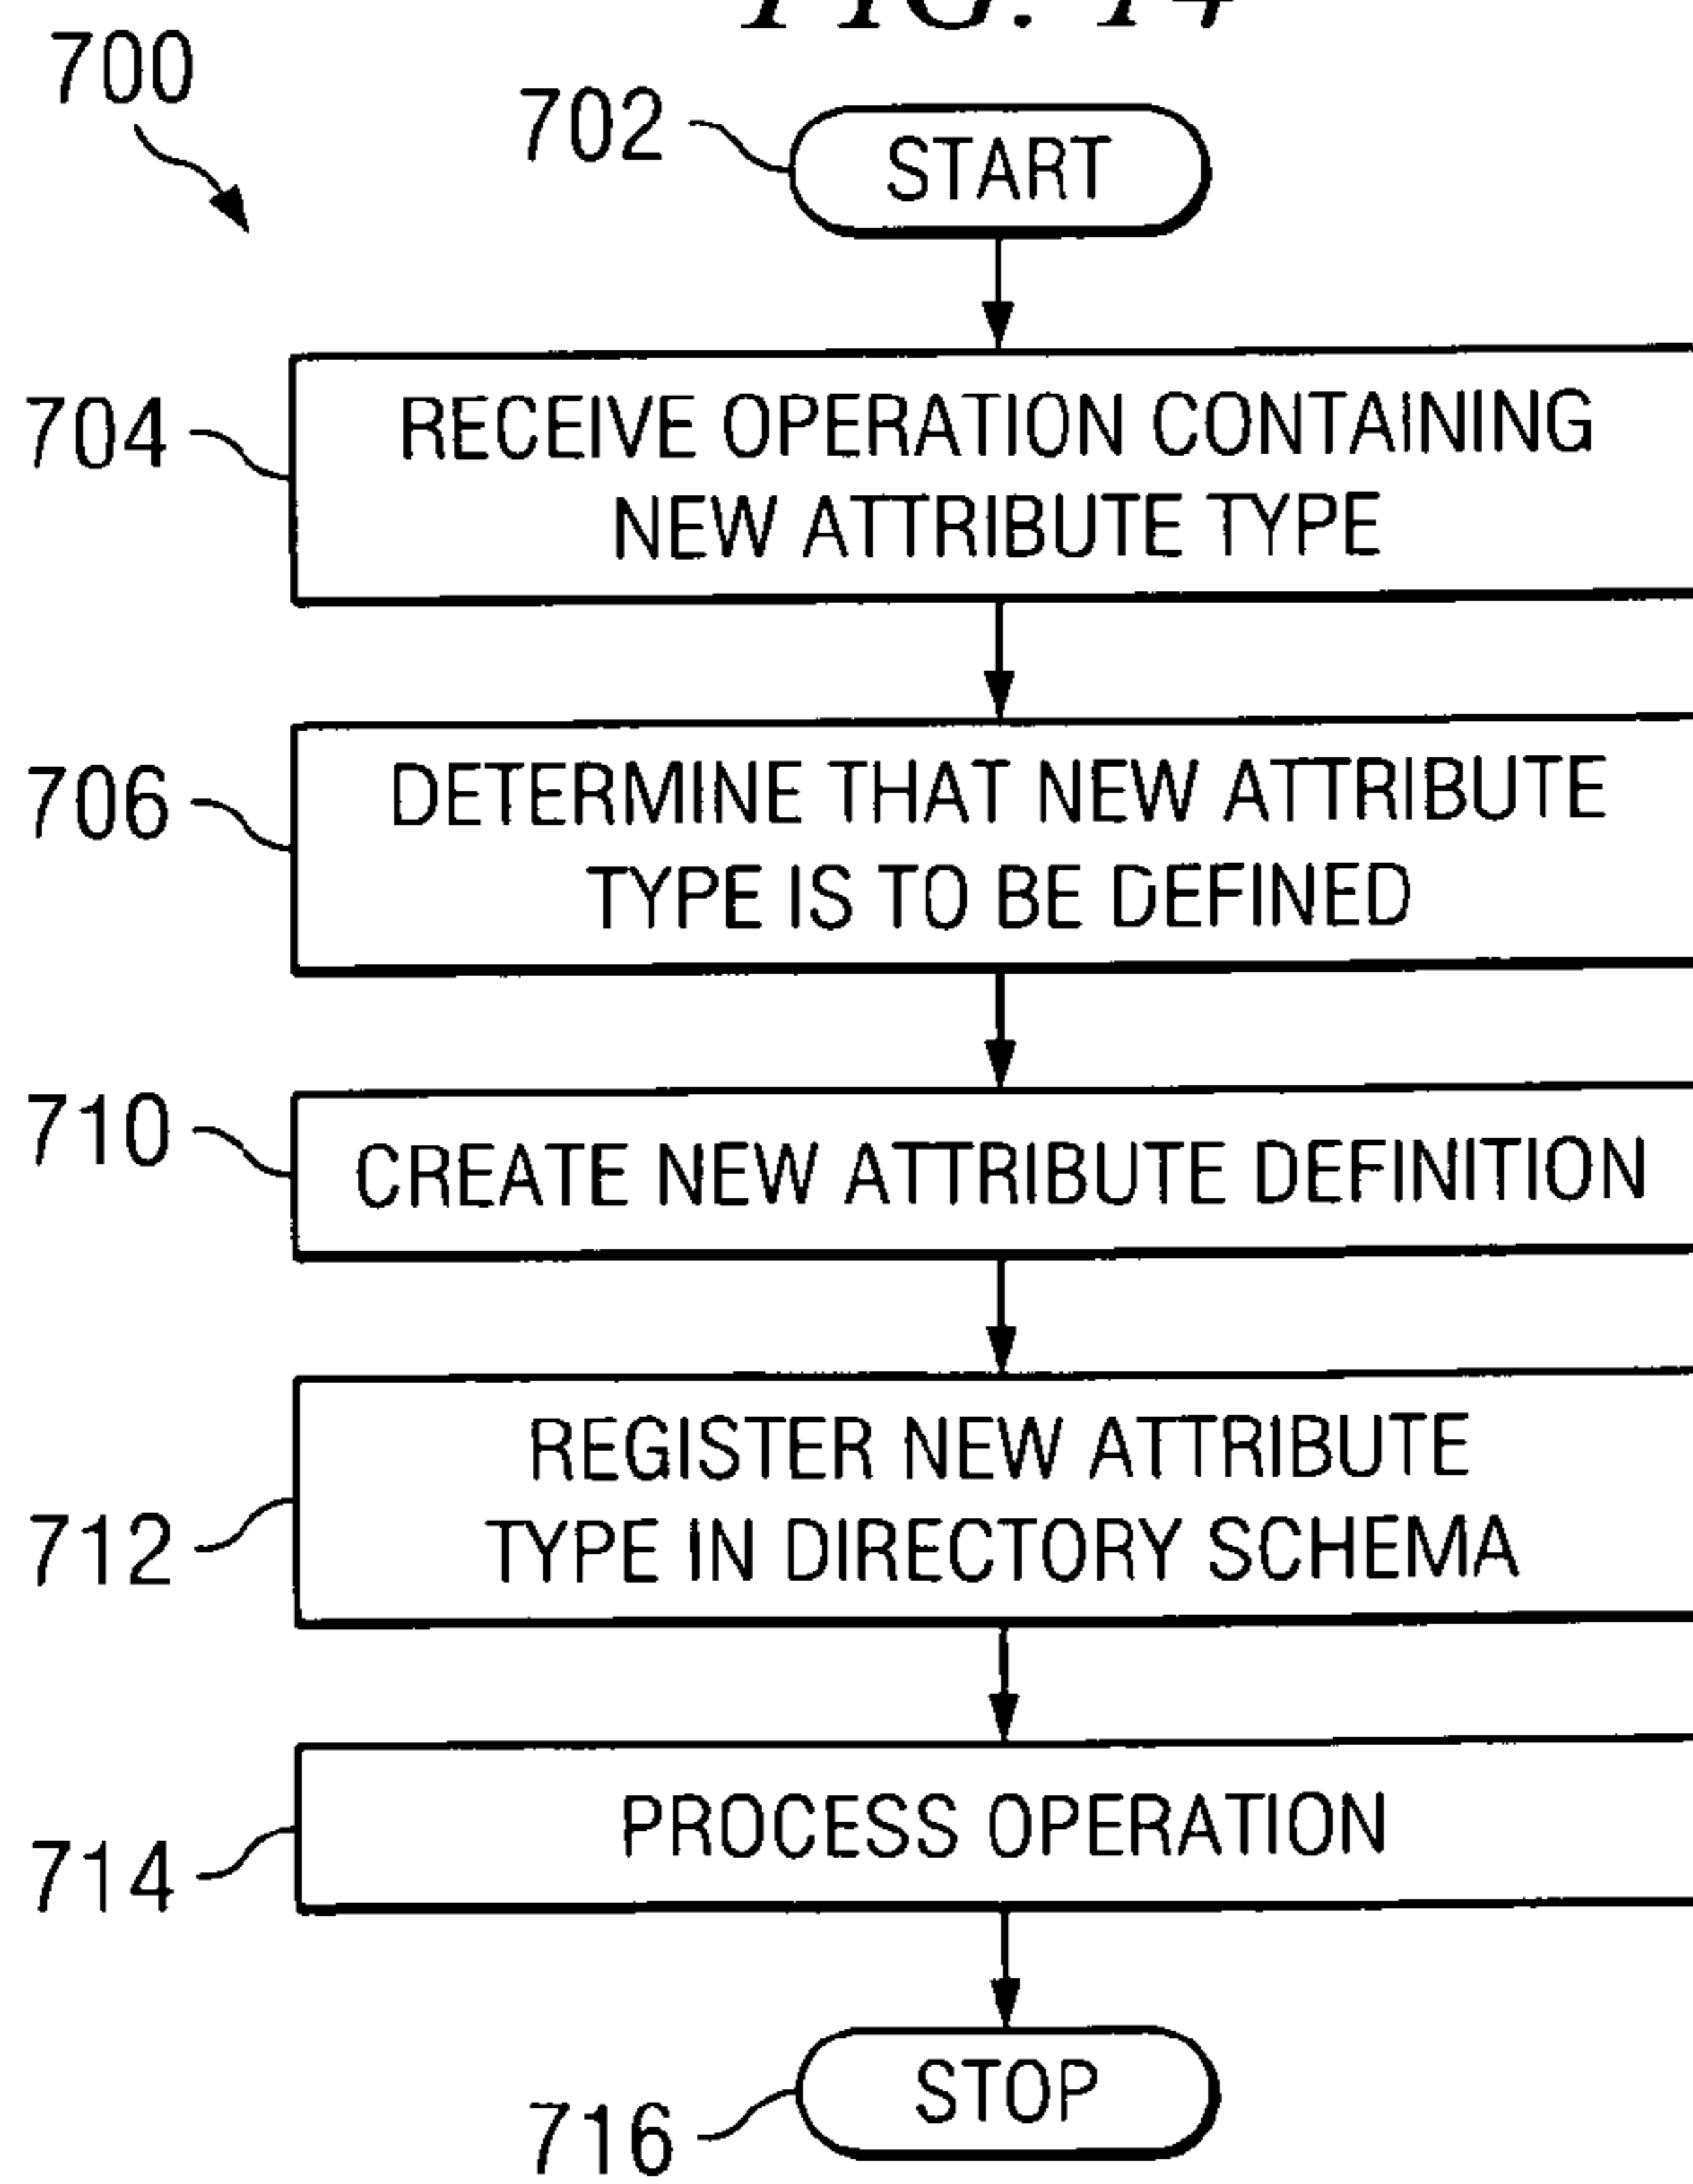 FIG. 14
700
702
START
704
RECEIVE OPERATION CONTAINING
NEW ATTRIBUTE TYPE
706
DETERMINE THAT NEW ATTRIBUTE
TYPE IS TO BE DEFINED
710
CREATE NEW ATTRIBUTE DEFINITION
REGISTER NEW ATTRIBUTE
712
TYPE IN DIRECTORY SCHEMA
PROCESS OPERATION
714
STOP
716